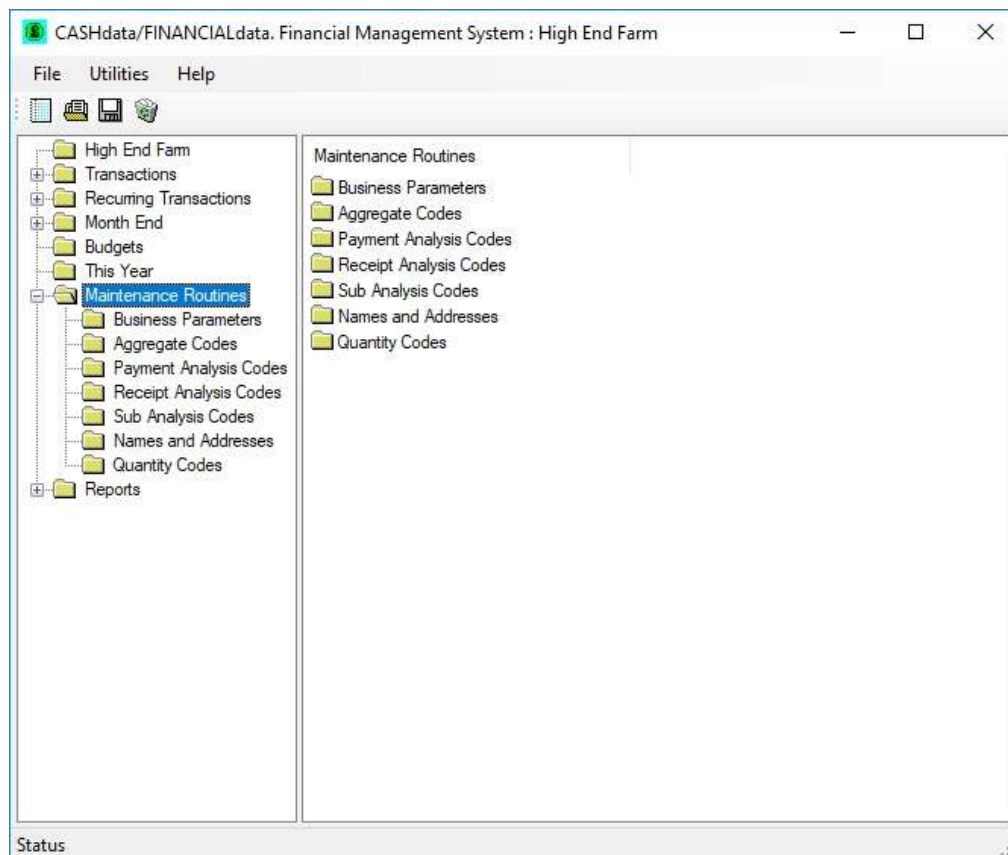 CASHdata/FINANCIALdata. Financial Management System : High End Farm
File Utilities Help
High End Farm
Transactions
Recurring Transactions
Month End
Budgets
This Year
Maintenance Routines
Business Parameters
Aggregate Codes
Payment Analysis Codes
Receipt Analysis Codes
Sub Analysis Codes
Names and Addresses
Quantity Codes
Reports
Maintenance Routines
Business Parameters
Aggregate Codes
Payment Analysis Codes
Receipt Analysis Codes
Sub Analysis Codes
Names and Addresses
Quantity Codes
Status